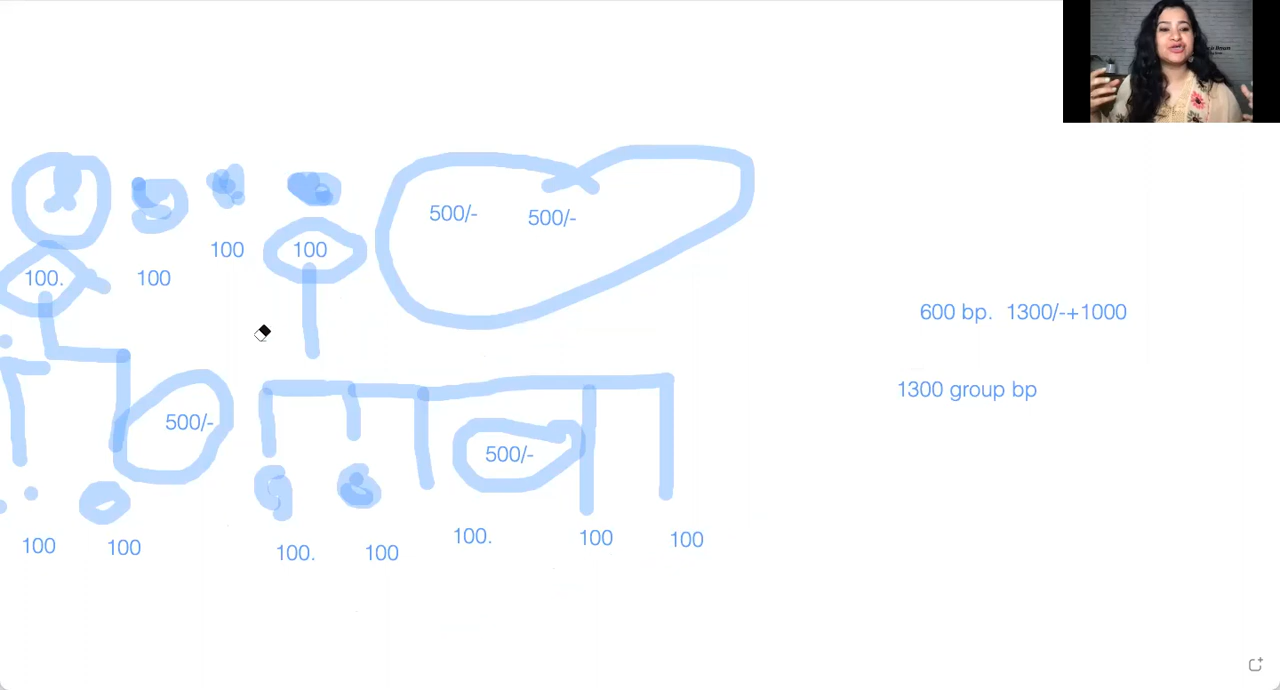 500/- 500/-
100 100
100. 100
600 bp. 1300/-+1000
1300 group bp
500/-
500/-
100 100 100. 100 100. 100 100